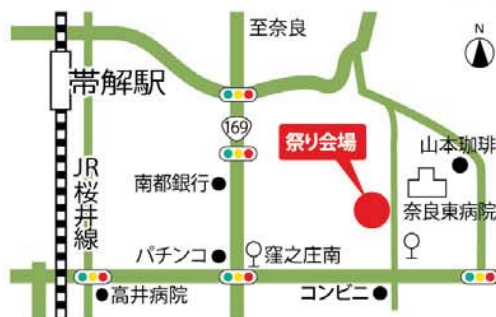 至奈良
N
帯解駅
169
祭り会場
山本珈琲
JR桜井線
南都銀行
奈良東病院
パチンコ
窪之庄南
高井病院
コンビニ